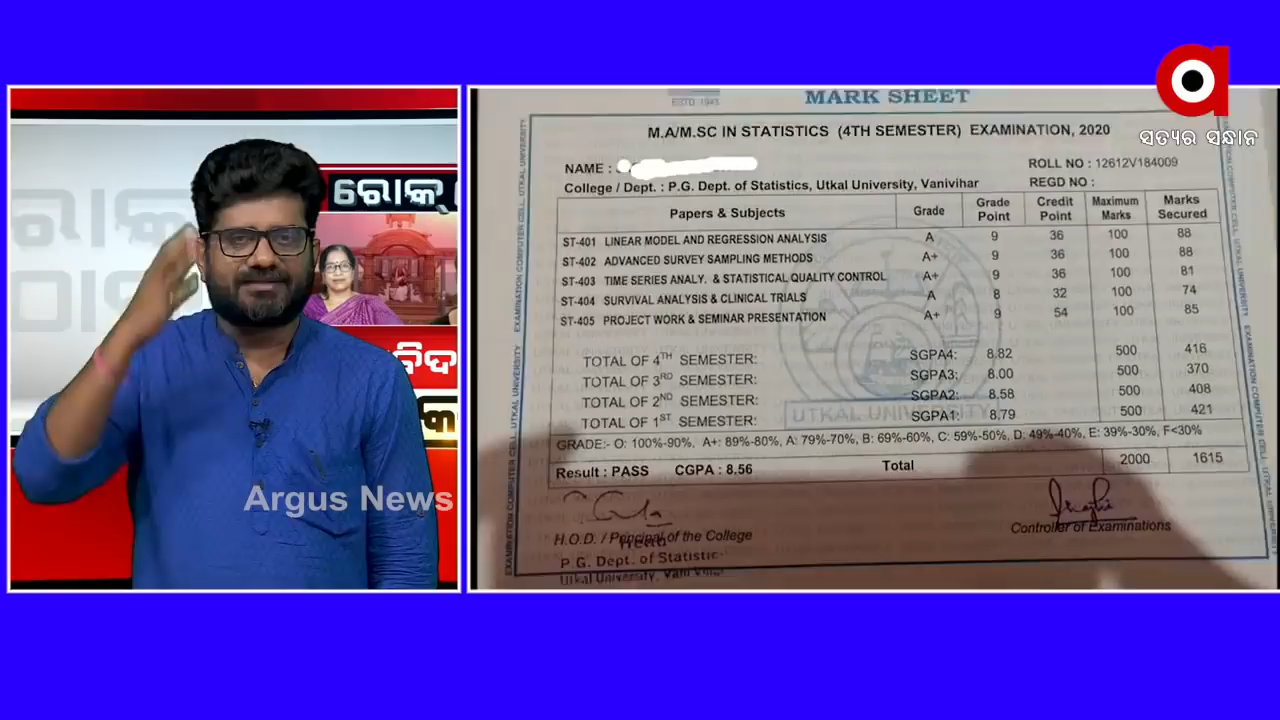 ସତ୍ୟର ସନ୍ଧାନ
ରୋକ୍
Argus News
ESTD. 1943
MARK SHEET
M.A/M.SC IN STATISTICS (4TH SEMESTER) EXAMINATION, 2020
NAME :
ROLL NO : 12612V184009
College / Dept. : P.G. Dept. of Statistics, Utkal University, Vanivihar
REGD NO :
Papers & Subjects Grade Grade Point Credit Point Maximum Marks Marks Secured
ST-401 LINEAR MODEL AND REGRESSION ANALYSIS A 9 36 100 88
ST-402 ADVANCED SURVEY SAMPLING METHODS A+ 9 36 100 88
ST-403 TIME SERIES ANALY. & STATISTICAL QUALITY CONTROL A+ 9 36 100 81
ST-404 SURVIVAL ANALYSIS & CLINICAL TRIALS A 8 32 100 74
ST-405 PROJECT WORK & SEMINAR PRESENTATION A+ 9 54 100 85
TOTAL OF 4TH SEMESTER: SGPA4: 8.82 500 416
TOTAL OF 3RD SEMESTER: SGPA3: 8.00 500 370
TOTAL OF 2ND SEMESTER: SGPA2: 8.58 500 408
TOTAL OF 1ST SEMESTER: SGPA1: 8.79 500 421
UTKAL UNIVERSITY
GRADE:- O: 100%-90%, A+: 89%-80%, A: 79%-70%, B: 69%-60%, C: 59%-50%, D: 49%-40%, E: 39%-30%, F<30%
Result : PASS CGPA : 8.56 Total 2000 1615
H.O.D. / Principal of the College
Controller of Examinations
Head
P.G. Dept. of Statistic
Utkal University, Vani Vihar